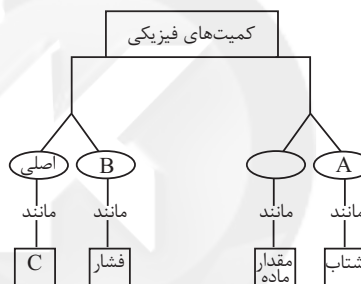 کمیت‌های فیزیکی
A
B
اصلی
مانند
مانند
مانند
مانند
شتاب
مقدار
ماده
فشار
C